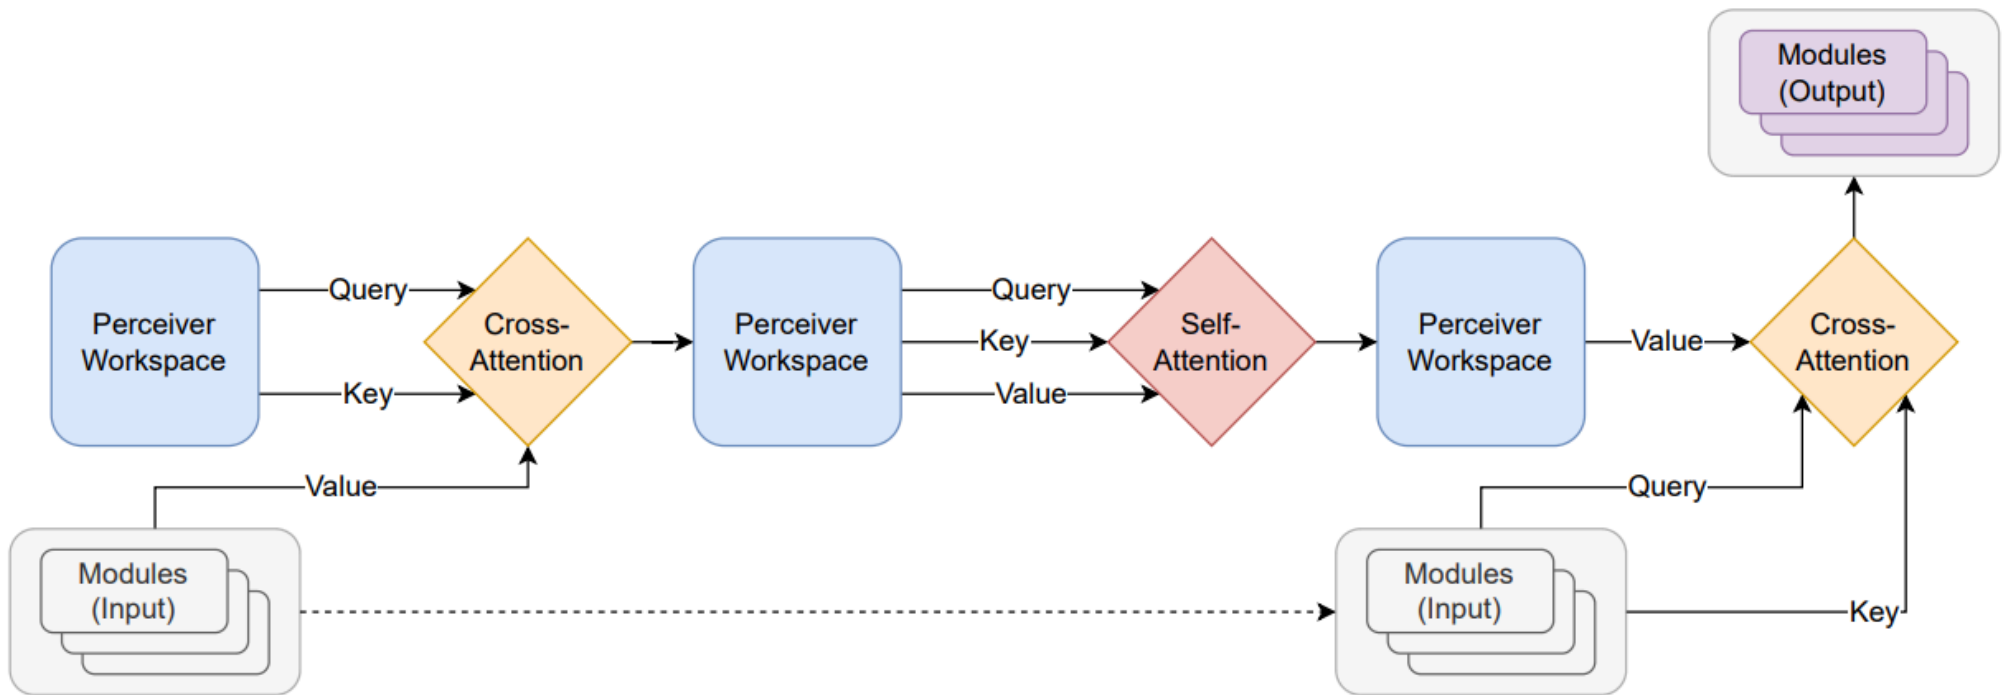 Modules
(Output)
Perceiver
Workspace
Query
Key
Cross-
Attention
Perceiver
Workspace
Query
Key
Value
Self-
Attention
Perceiver
Workspace
Value
Cross-
Attention
Value
Query
Modules
(Input)
Modules
(Input)
Key